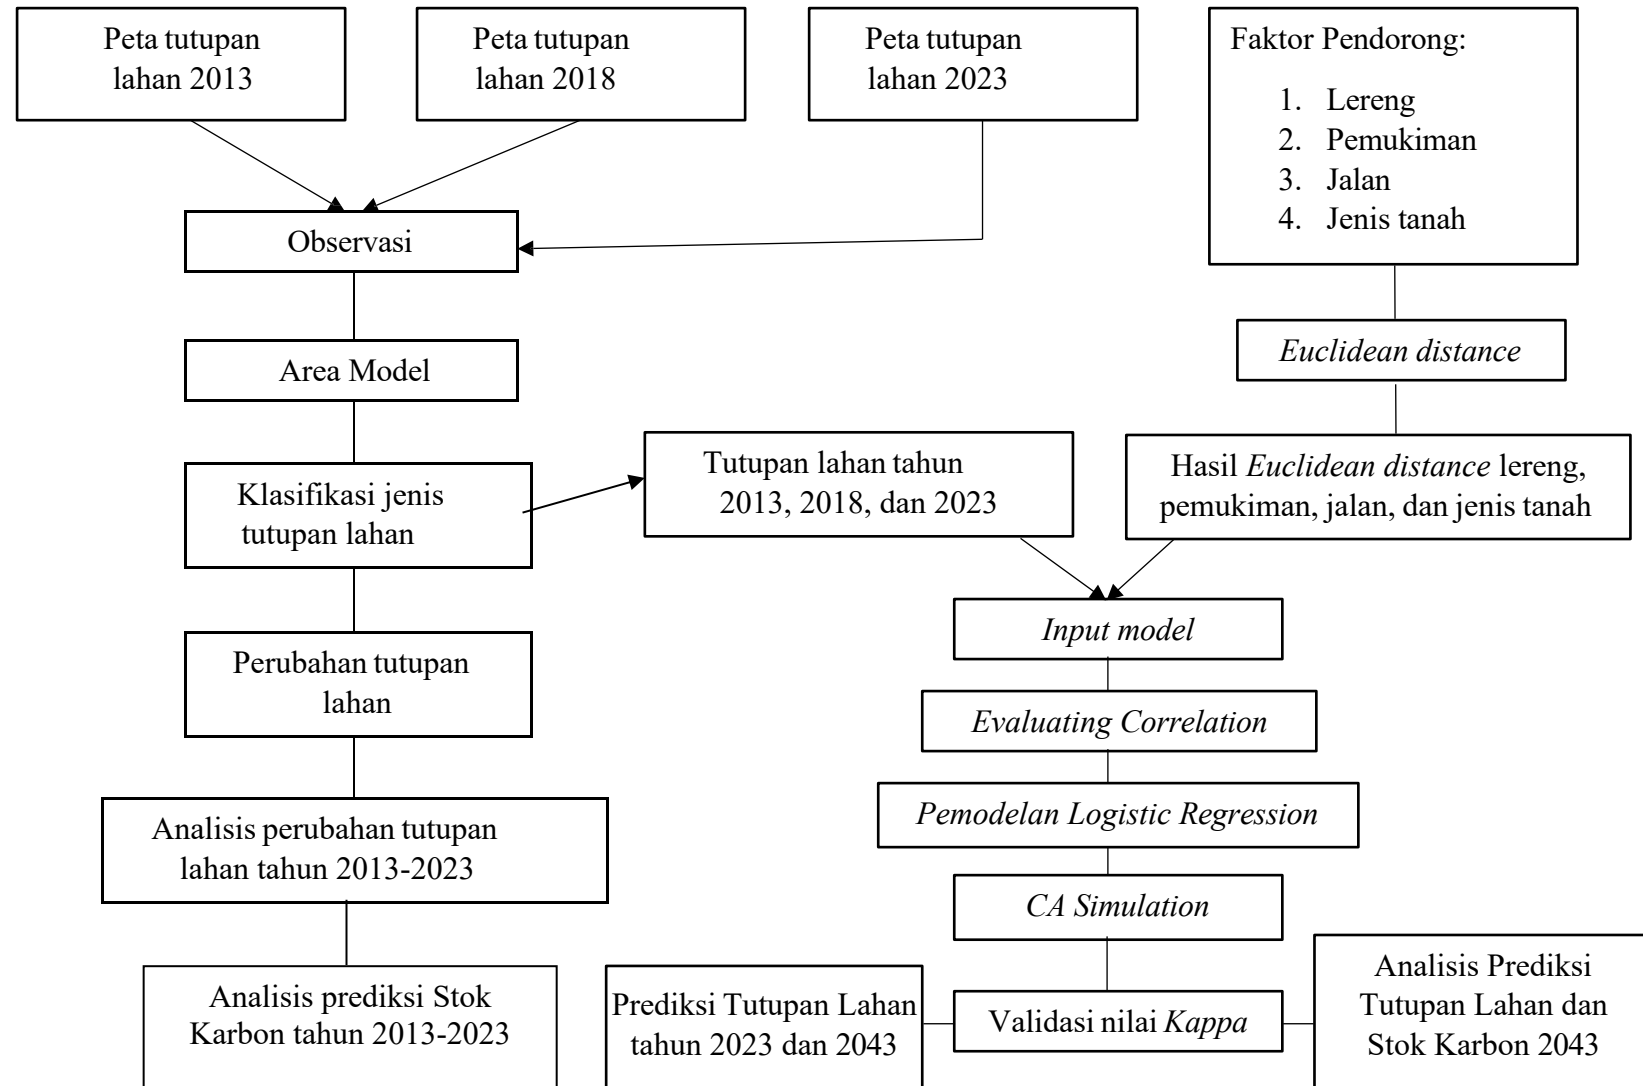 Peta tutupan
lahan 2013
Peta tutupan
lahan 2018
Peta tutupan
lahan 2023
Faktor Pendorong:
1. Lereng
2. Pemukiman
3. Jalan
4. Jenis tanah
Observasi
Euclidean distance
Area Model
Klasifikasi jenis
tutupan lahan
Tutupan lahan tahun
2013, 2018, dan 2023
Hasil Euclidean distance lereng,
pemukiman, jalan, dan jenis tanah
Input model
Perubahan tutupan
lahan
Evaluating Correlation
Pemodelan Logistic Regression
Analisis perubahan tutupan
lahan tahun 2013-2023
CA Simulation
Analisis prediksi Stok
Karbon tahun 2013-2023
Prediksi Tutupan Lahan
tahun 2023 dan 2043
Validasi nilai Kappa
Analisis Prediksi
Tutupan Lahan dan
Stok Karbon 2043